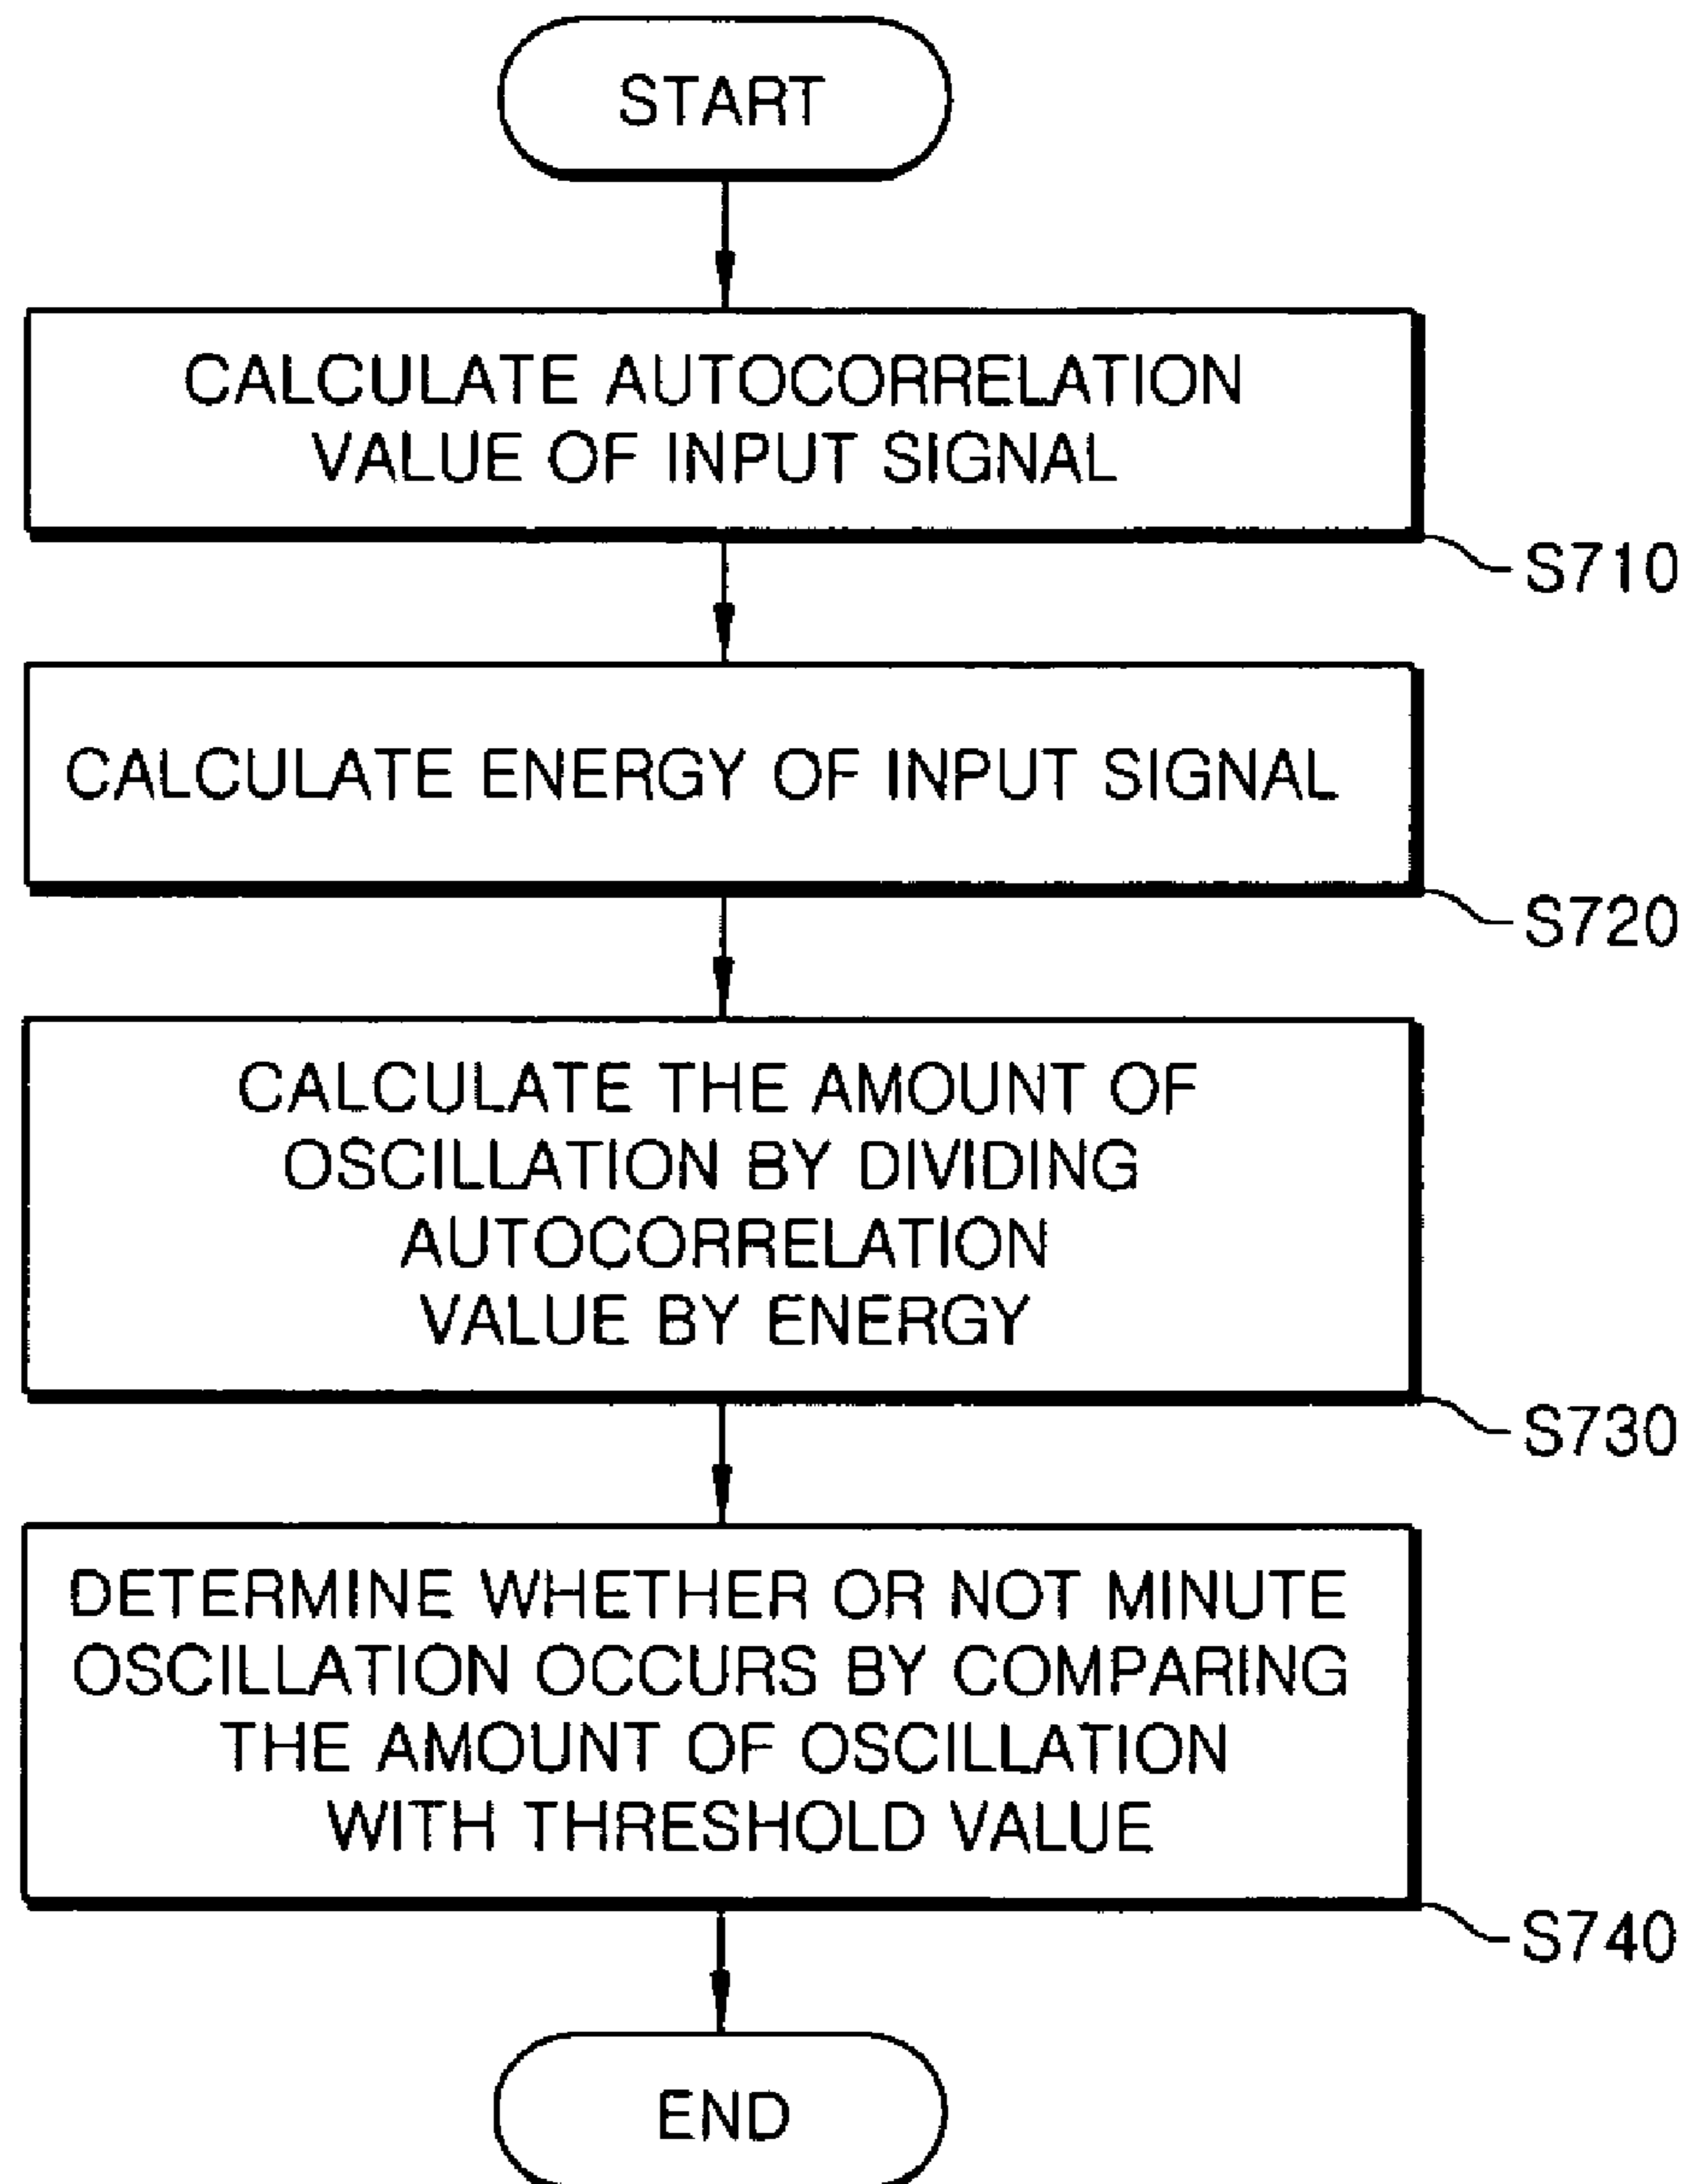 START
CALCULATE AUTOCORRELATION
VALUE OF INPUT SIGNAL
S710
CALCULATE ENERGY OF INPUT SIGNAL
S720
CALCULATE THE AMOUNT OF
OSCILLATION BY DIVIDING
AUTOCORRELATION
VALUE BY ENERGY
S730
DETERMINE WHETHER OR NOT MINUTE
OSCILLATION OCCURS BY COMPARING
THE AMOUNT OF OSCILLATION
WITH THRESHOLD VALUE
S740
END